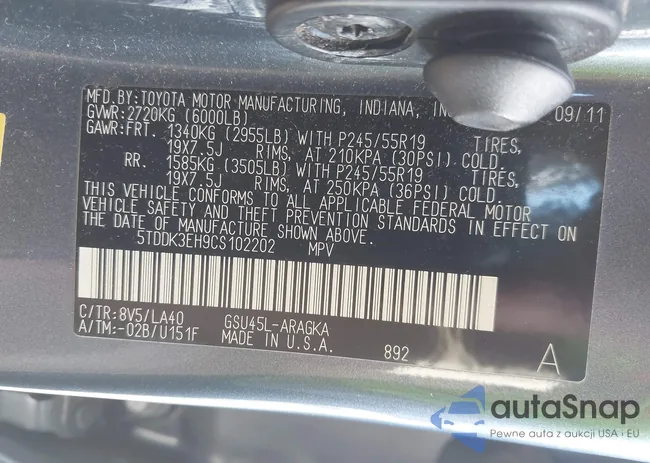 MFD.BY:TOYOTA MOTOR MANUFACTURING, INDIANA, IN 09/11
GVWR:2720KG (6000LB)
GAWR:FRT. 1340KG (2955LB) WITH P245/55R19 TIRES,
19X7.5J RIMS, AT 210KPA (30PSI) COLD.
RR. 1585KG (3505LB) WITH P245/55R19 TIRES,
19X7.5J RIMS, AT 250KPA (36PSI) COLD.
THIS VEHICLE CONFORMS TO ALL APPLICABLE FEDERAL MOTOR
VEHICLE SAFETY AND THEFT PREVENTION STANDARDS IN EFFECT ON
THE DATE OF MANUFACTURE SHOWN ABOVE.
5TDDK3EH9CS102202 MPV
C/TR:8V5/LA40 GSU45L-ARAGKA
A/TM:-02B/U151F MADE IN U.S.A. 892 A
autaSnap
Pewne auta z aukcji USA i EU